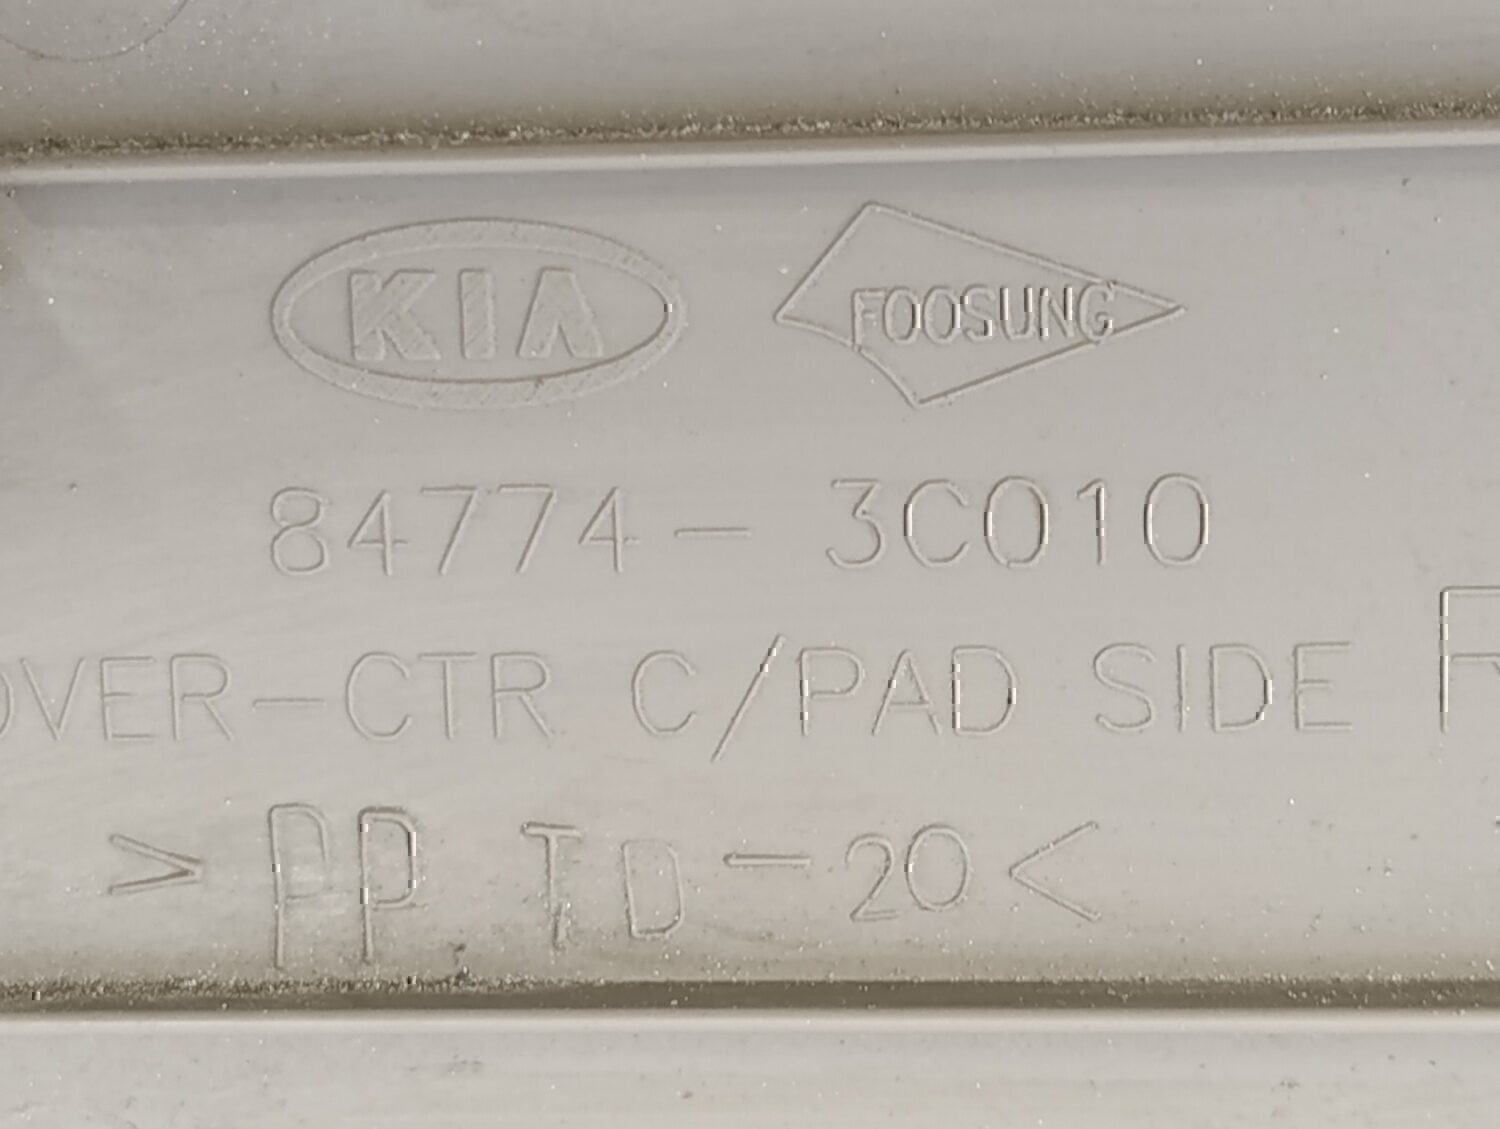 KIA FOOSUNG
84774-3C010
OVER-CTR C/PAD SIDE R
>PP TD-20<